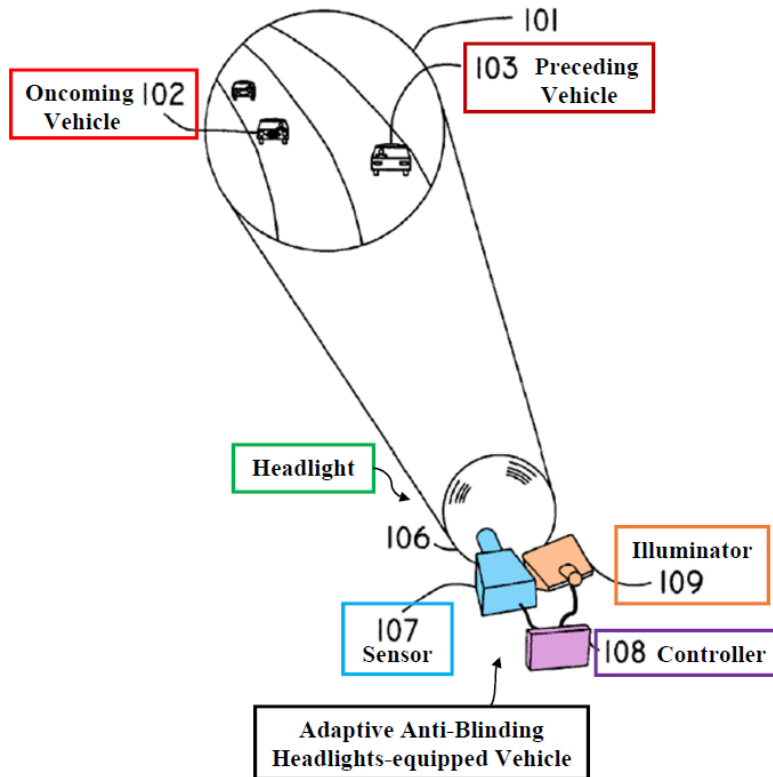 101
Oncoming 102
Vehicle
103 Preceding
Vehicle
Headlight
106
Illuminator
109
107
Sensor
108 Controller
Adaptive Anti-Blinding
Headlights-equipped Vehicle